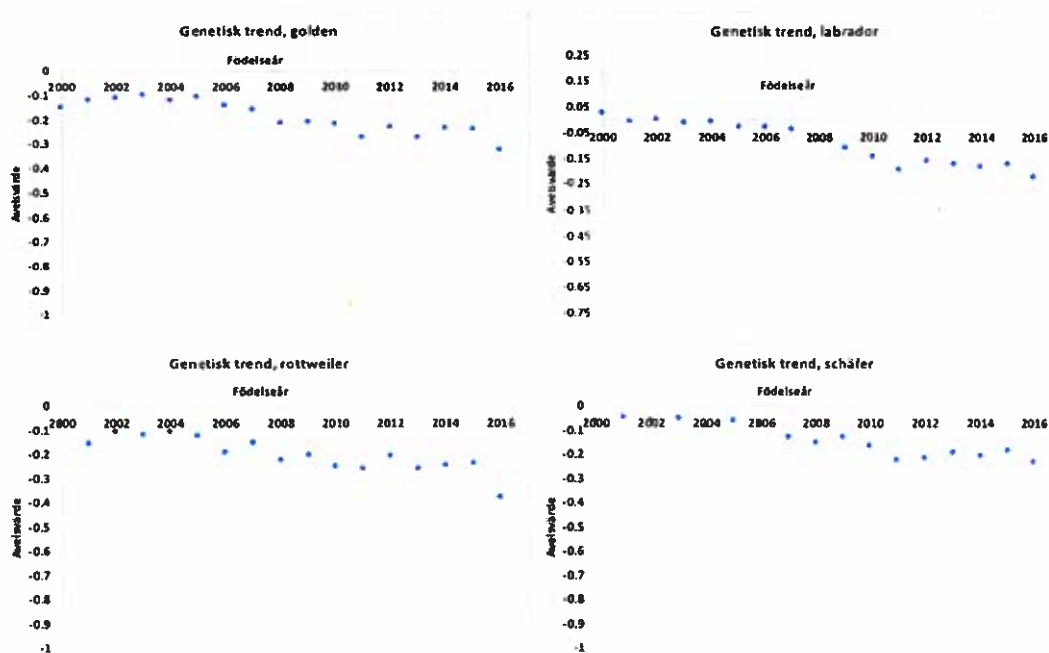 Genetisk trend, golden
Födelseår
0
2000 2002 2004 2006 2008 2010 2012 2014 2016
-0.1
-0.2
-0.3
-0.4
-0.5
-0.6
-0.7
-0.8
-0.9
-1
Avelsvärde
Genetisk trend, labrador
0.25
0.15
Födelseår
0.05
-0.05
2000 2002 2004 2006 2008 2010 2012 2014 2016
-0.15
-0.25
-0.35
-0.45
-0.55
-0.65
-0.75
Avelsvärde
Genetisk trend, rottweiler
Födelseår
0
2000 2002 2004 2006 2008 2010 2012 2014 2016
-0.1
-0.2
-0.3
-0.4
-0.5
-0.6
-0.7
-0.8
-0.9
-1
Avelsvärde
Genetisk trend, schäfer
Födelseår
0
2000 2002 2004 2006 2008 2010 2012 2014 2016
-0.1
-0.2
-0.3
-0.4
-0.5
-0.6
-0.7
-0.8
-0.9
-1
Avelsvärde